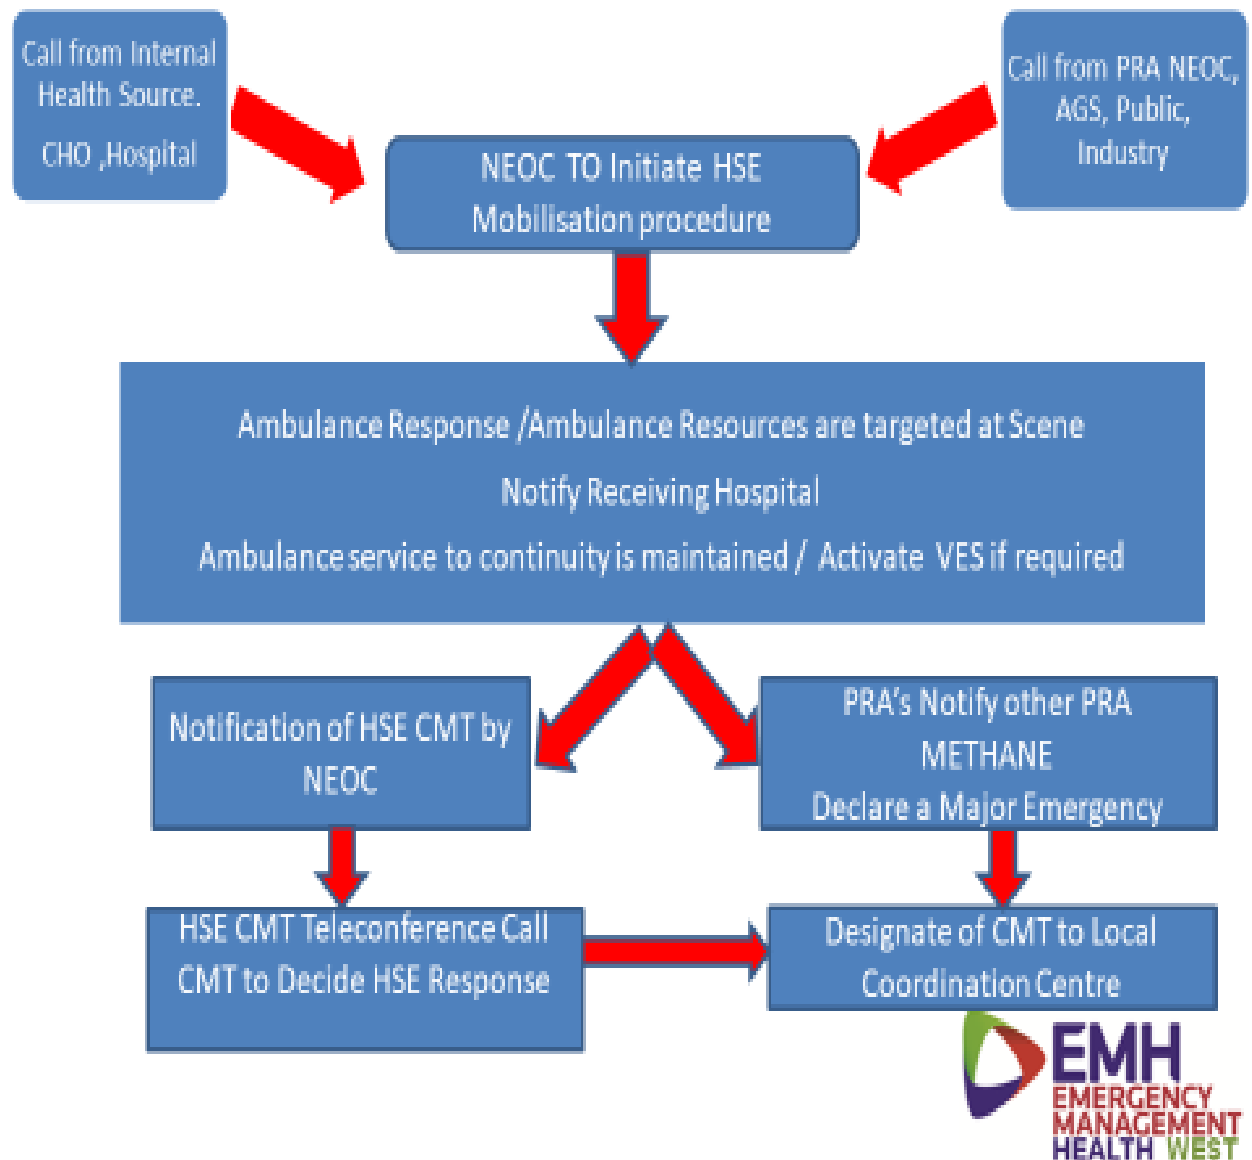 Call from Internal
Health Source.
CHO ,Hospital
Call from PRA NEOC,
AGS, Public,
Industry
NEOC TO Initiate HSE
Mobilisation procedure
Ambulance Response /Ambulance Resources are targeted at Scene
Notify Receiving Hospital
Ambulance service to continuity is maintained / Activate VES if required
Notification of HSE CMT by
NEOC
PRA's Notify other PRA
METHANE
Declare a Major Emergency
HSE CMT Teleconference Call
CMT to Decide HSE Response
Designate of CMT to Local
Coordination Centre
EMH
EMERGENCY
MANAGEMENT
HEALTH WEST